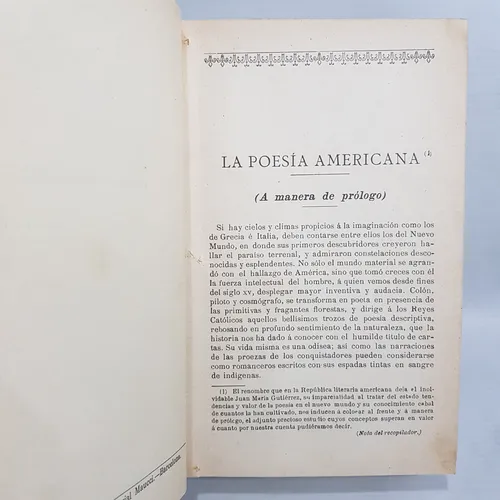 LA POESÍA AMERICANA (1)
(A manera de prólogo)
Si hay cielos y climas propicios á la imaginación como los
de Grecia é Italia, deben contarse entre ellos los del Nuevo
Mundo, en donde sus primeros descubridores creyeron ha-
llar el paraíso terrenal, y admiraron constelaciones desco-
nocidas y esplendentes. No sólo el mundo material se agran-
dó con el hallazgo de América, sino que tomó creces con él
la fuerza intelectual del hombre, á quien vemos desde fines
del siglo XV, desplegar mayor inventiva y audacia. Colón,
piloto y cosmógrafo, se transforma en poeta en presencia de
las primitivas y fragantes florestas, y dirige á los Reyes
Católicos aquellos bellísimos trozos de poesía descriptiva,
rebosando en profundo sentimiento de la naturaleza, que la
historia nos ha dado á conocer con el humilde título de car-
tas. Su vida misma es una odisea; así como las narraciones
de las proezas de los conquistadores pueden considerarse
como romanceros escritos con sus espadas tintas en sangre
de indígenas.
(1) El renombre que en la República literaria americana deja el inol-
vidable Juan María Gutiérrez, su imparcialidad al tratar del estado ten-
dencias y valor de la poesía en el nuevo mundo y su conocimiento cabal
de cuantos la han cultivado, nos inducen á colocar al frente y á manera
de prólogo, el adjunto precioso estudio cuyos conceptos superan en valor
á cuanto por nuestra cuenta pudiéramos decir.
(Nota del recopilador.)
Maucci.—Barcelona